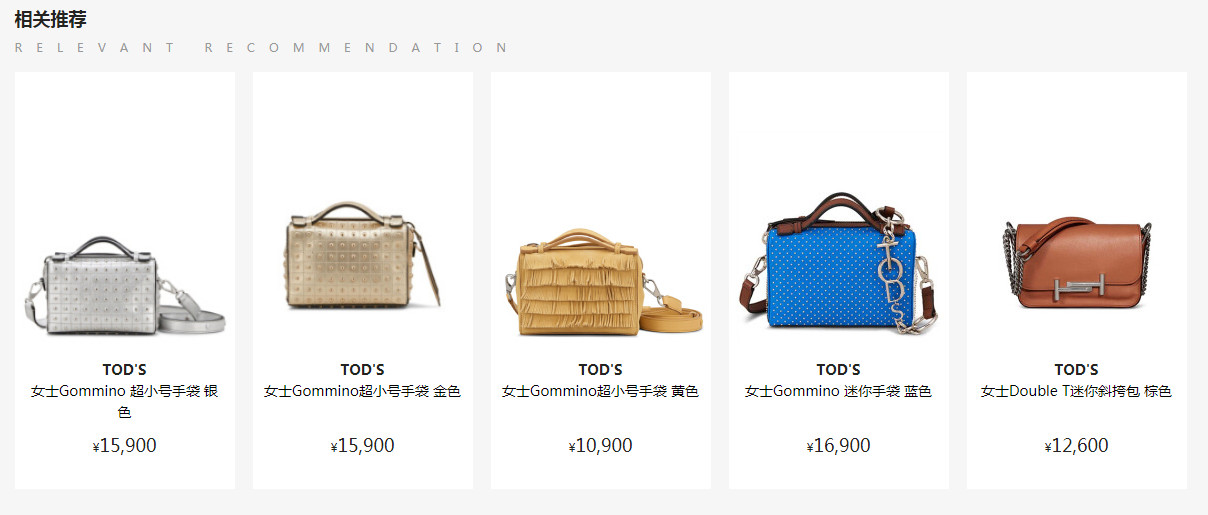 相关推荐
RELEVANT RECOMMENDATION
TOD'S
女士Gommino 超小号手袋 银
色
¥15,900
TOD'S
女士Gommino超小号手袋 金色
¥15,900
TOD'S
女士Gommino超小号手袋 黄色
¥10,900
TOD'S
TOD'S
女士Gommino 迷你手袋 蓝色
¥16,900
TOD'S
女士Double T迷你斜挎包 棕色
¥12,600